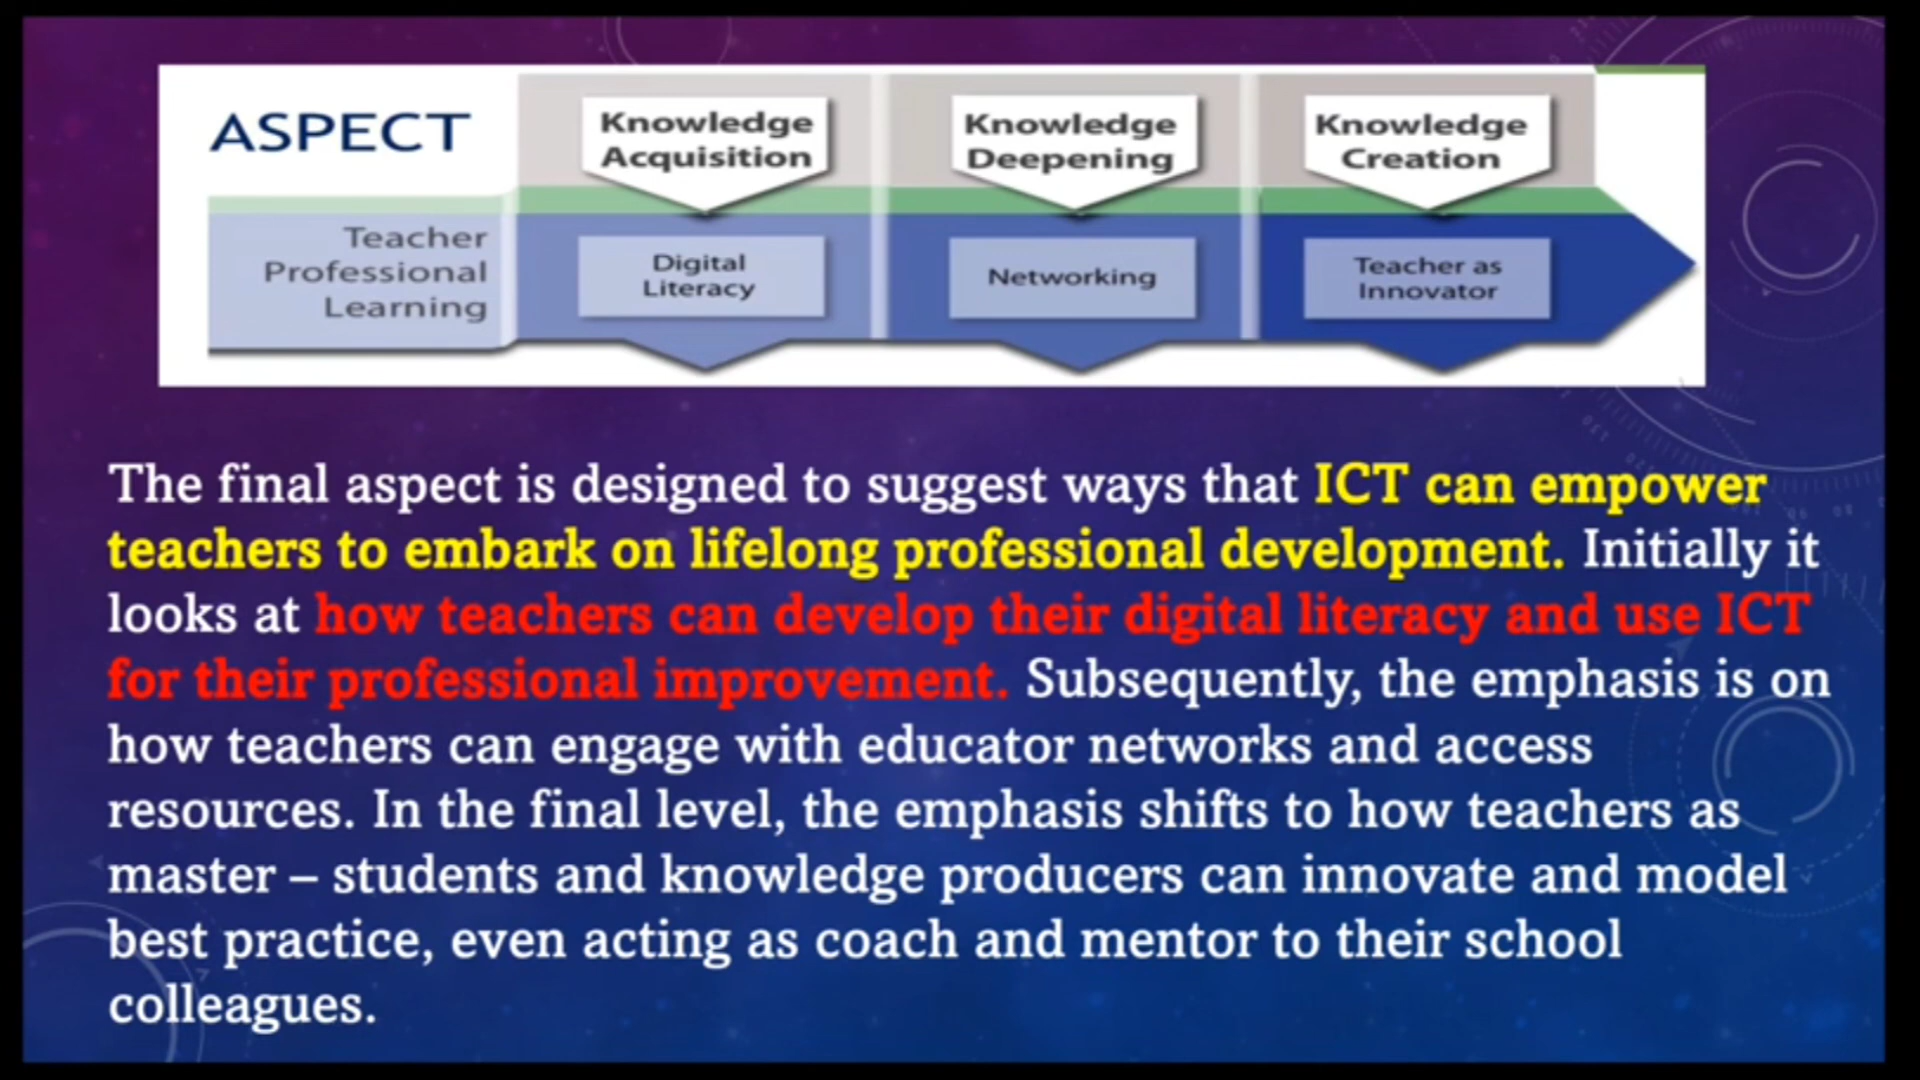 ASPECT
Knowledge
Acquisition
Knowledge
Deepening
Knowledge
Creation
Teacher
Professional
Learning
Digital
Literacy
Networking
Teacher as
Innovator
The final aspect is designed to suggest ways that ICT can empower
teachers to embark on lifelong professional development. Initially it
looks at how teachers can develop their digital literacy and use ICT
for their professional improvement. Subsequently, the emphasis is on
how teachers can engage with educator networks and access
resources. In the final level, the emphasis shifts to how teachers as
master – students and knowledge producers can innovate and model
best practice, even acting as coach and mentor to their school
colleagues.